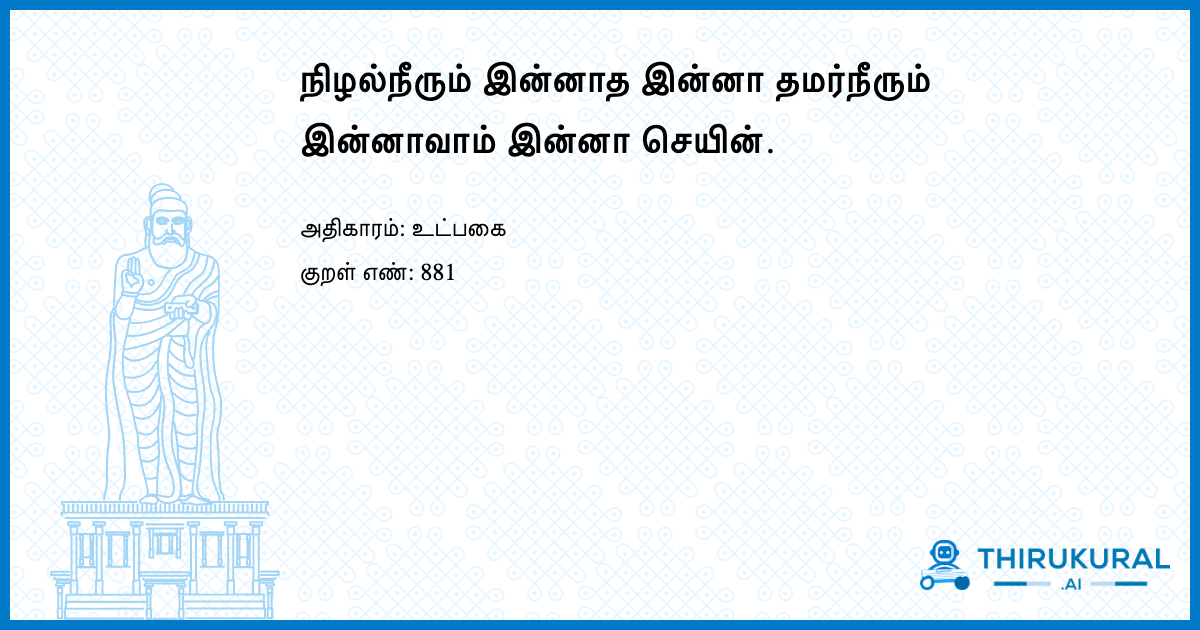 நிழல்நீரும் இன்னாத இன்னா தமர்நீரும்
இன்னாவாம் இன்னா செயின்.
அதிகாரம்: உட்பகை
குறள் எண்: 881
THIRUKURAL
.AI